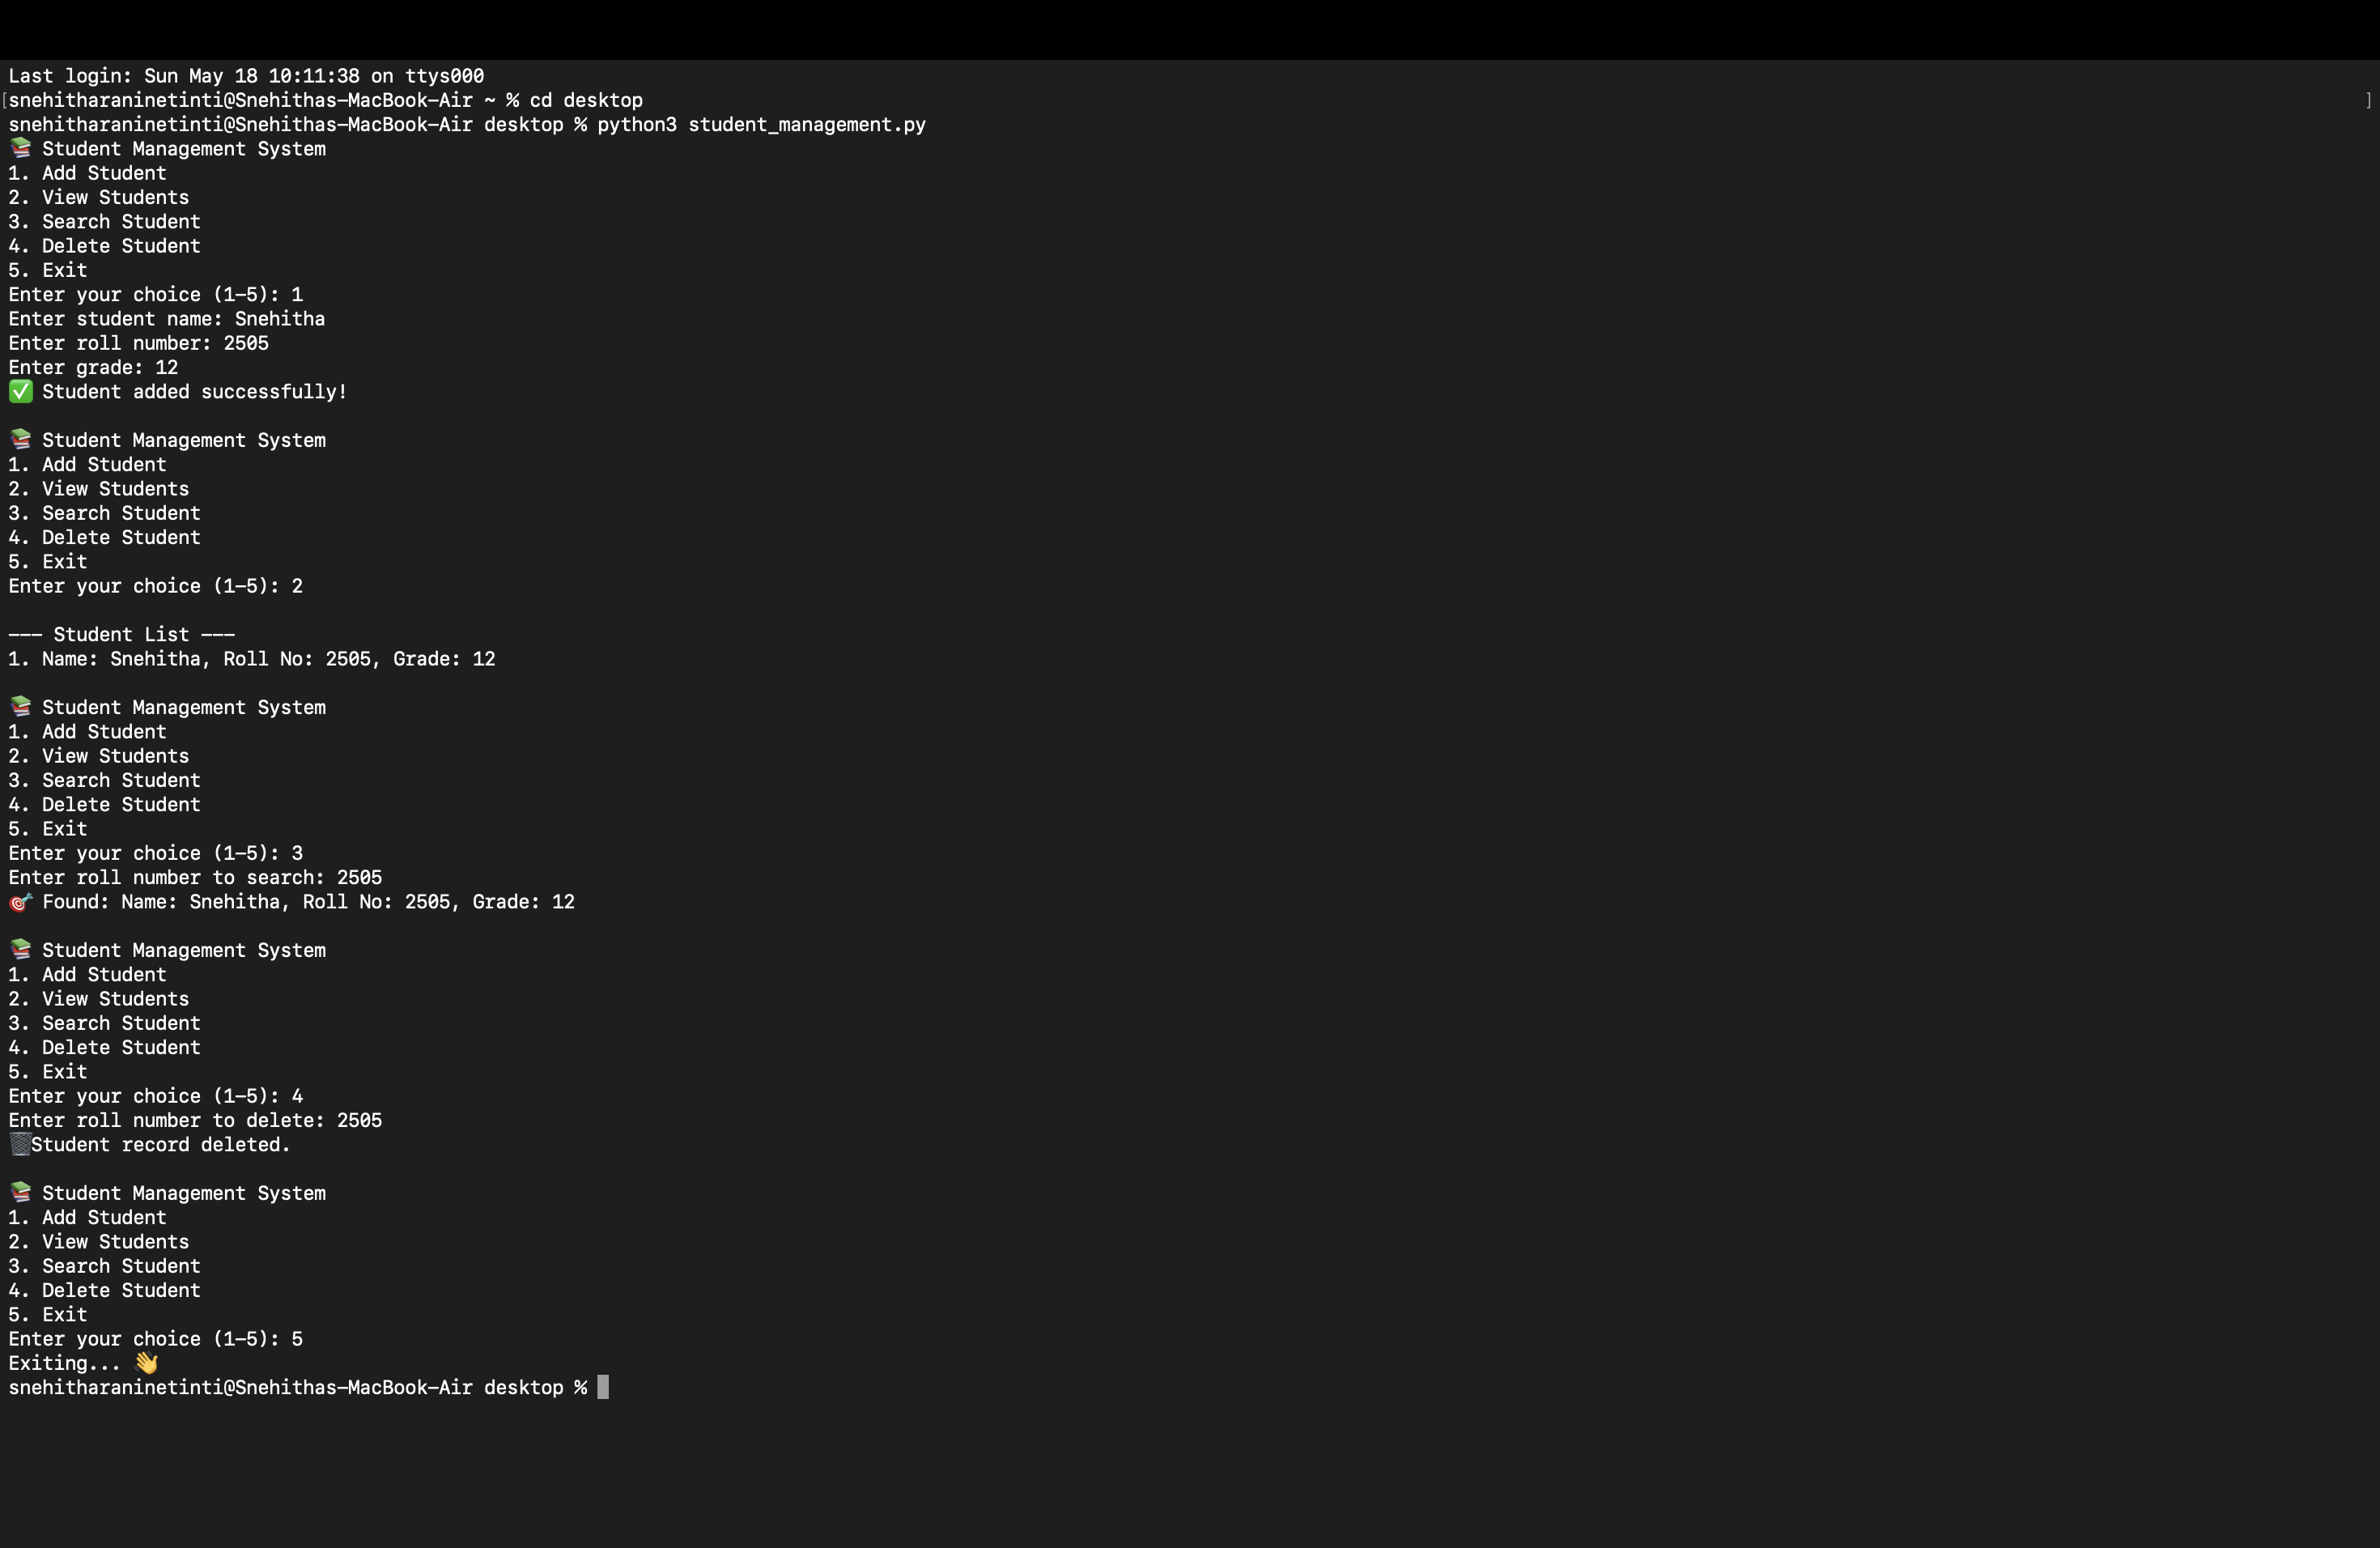 Last login: Sun May 18 10:11:38 on ttys000
[snehitharaninetinti@Snehithas-MacBook-Air ~ % cd desktop ]
snehitharaninetinti@Snehithas-MacBook-Air desktop % python3 student_management.py
📚 Student Management System
1. Add Student
2. View Students
3. Search Student
4. Delete Student
5. Exit
Enter your choice (1-5): 1
Enter student name: Snehitha
Enter roll number: 2505
Enter grade: 12
✅ Student added successfully!

📚 Student Management System
1. Add Student
2. View Students
3. Search Student
4. Delete Student
5. Exit
Enter your choice (1-5): 2

--- Student List ---
1. Name: Snehitha, Roll No: 2505, Grade: 12

📚 Student Management System
1. Add Student
2. View Students
3. Search Student
4. Delete Student
5. Exit
Enter your choice (1-5): 3
Enter roll number to search: 2505
🎯 Found: Name: Snehitha, Roll No: 2505, Grade: 12

📚 Student Management System
1. Add Student
2. View Students
3. Search Student
4. Delete Student
5. Exit
Enter your choice (1-5): 4
Enter roll number to delete: 2505
🗑️Student record deleted.

📚 Student Management System
1. Add Student
2. View Students
3. Search Student
4. Delete Student
5. Exit
Enter your choice (1-5): 5
Exiting... 👋
snehitharaninetinti@Snehithas-MacBook-Air desktop %